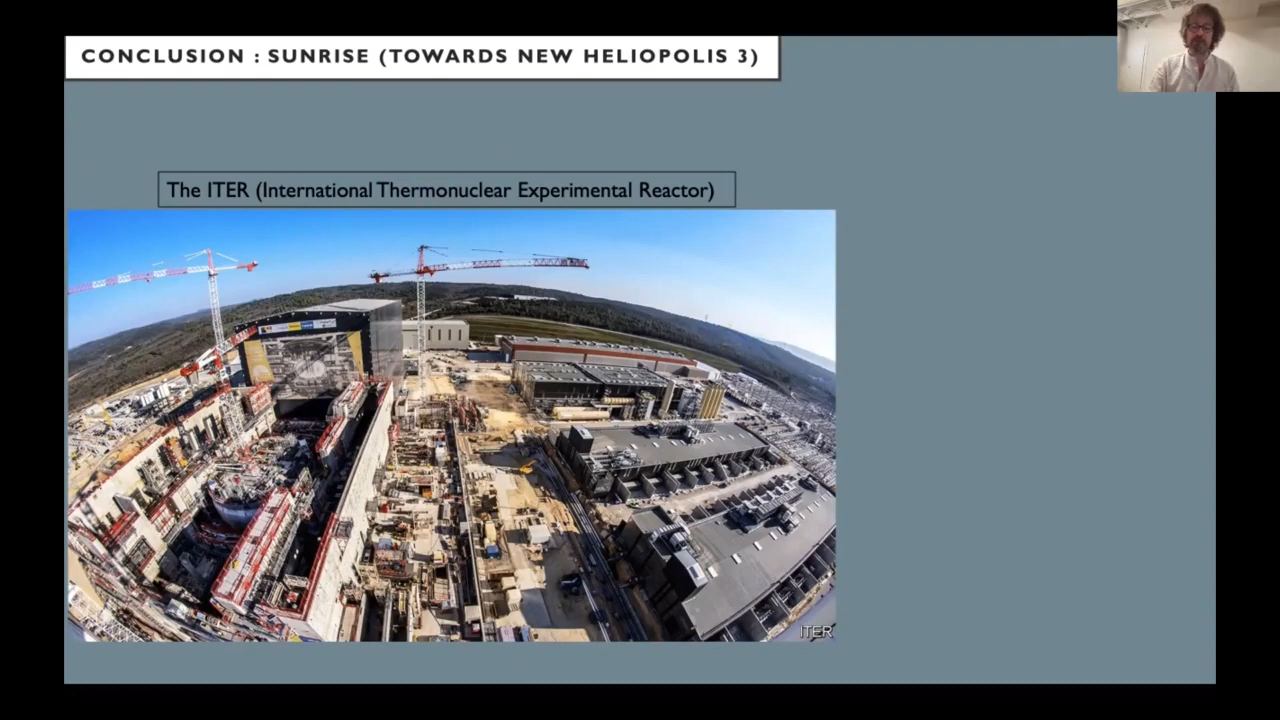 CONCLUSION : SUNRISE (TOWARDS NEW HELIOPOLIS 3)
The ITER (International Thermonuclear Experimental Reactor)
ITER